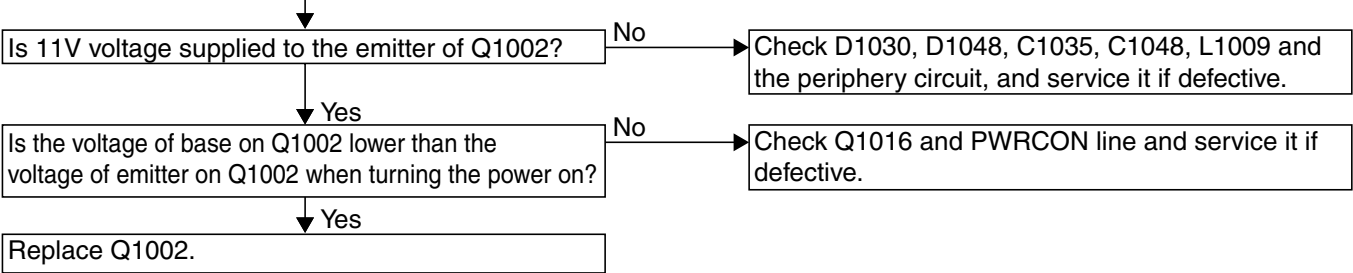 Is 11V voltage supplied to the emitter of Q1002?
No
Check D1030, D1048, C1035, C1048, L1009 and
the periphery circuit, and service it if defective.
Yes
Is the voltage of base on Q1002 lower than the
voltage of emitter on Q1002 when turning the power on?
No
Check Q1016 and PWRCON line and service it if
defective.
Yes
Replace Q1002.